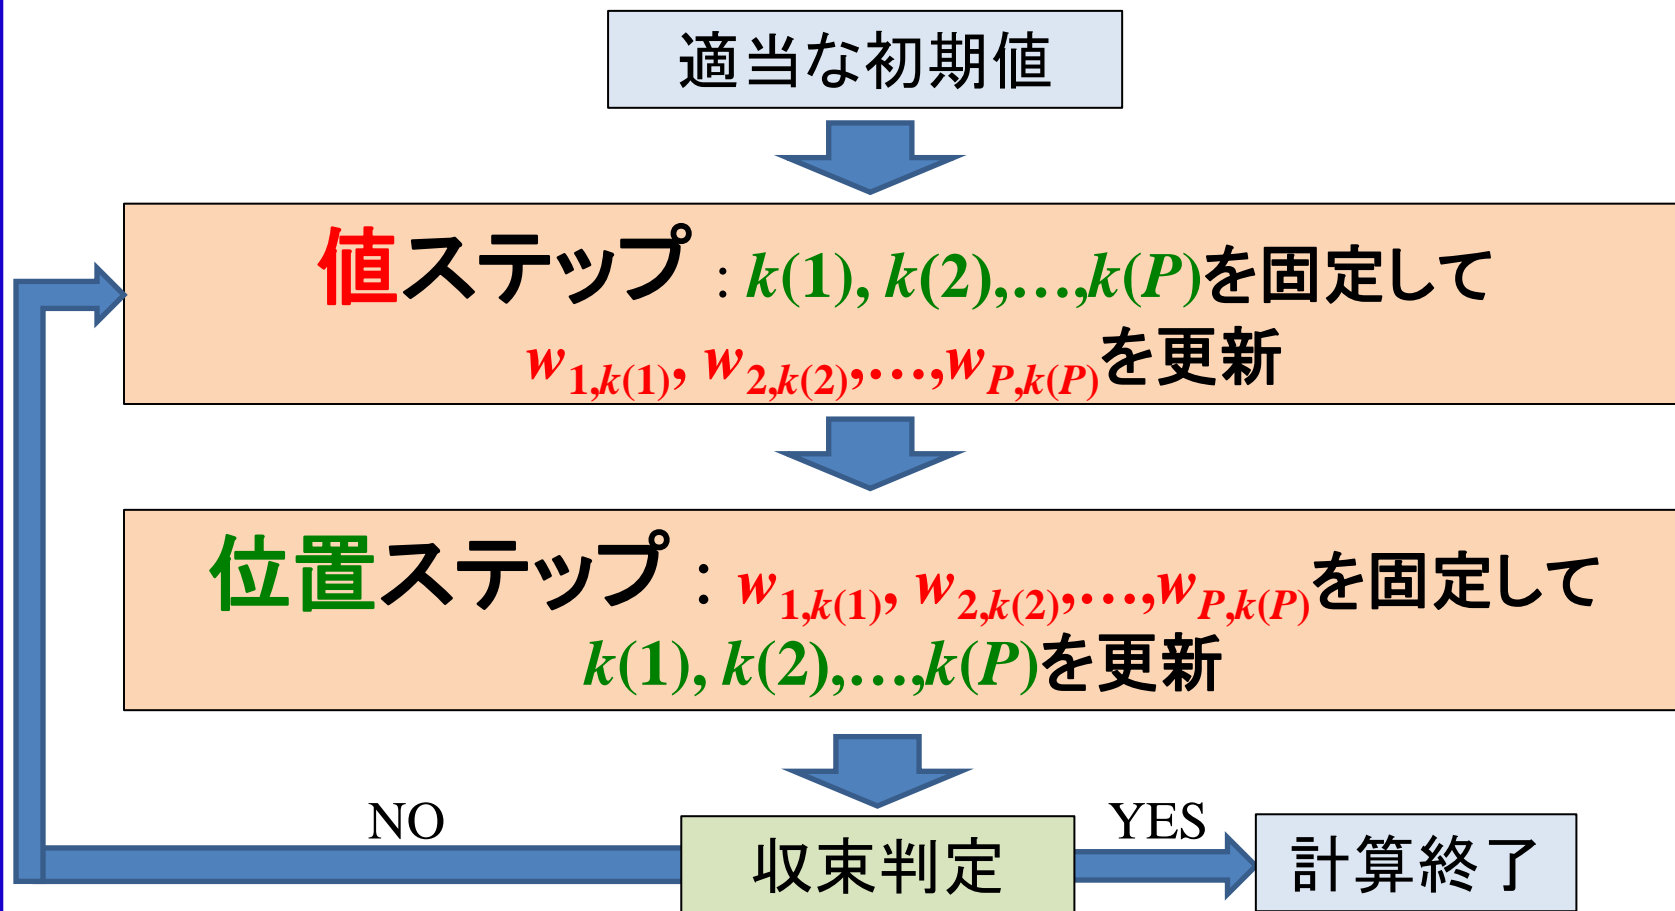 適当な初期値
値ステップ:k(1), k(2),…,k(P)を固定して
w1,k(1), w2,k(2),…,wP,k(P)を更新
位置ステップ:w1,k(1), w2,k(2),…,wP,k(P)を固定して
k(1), k(2),…,k(P)を更新
NO
収束判定
YES
計算終了